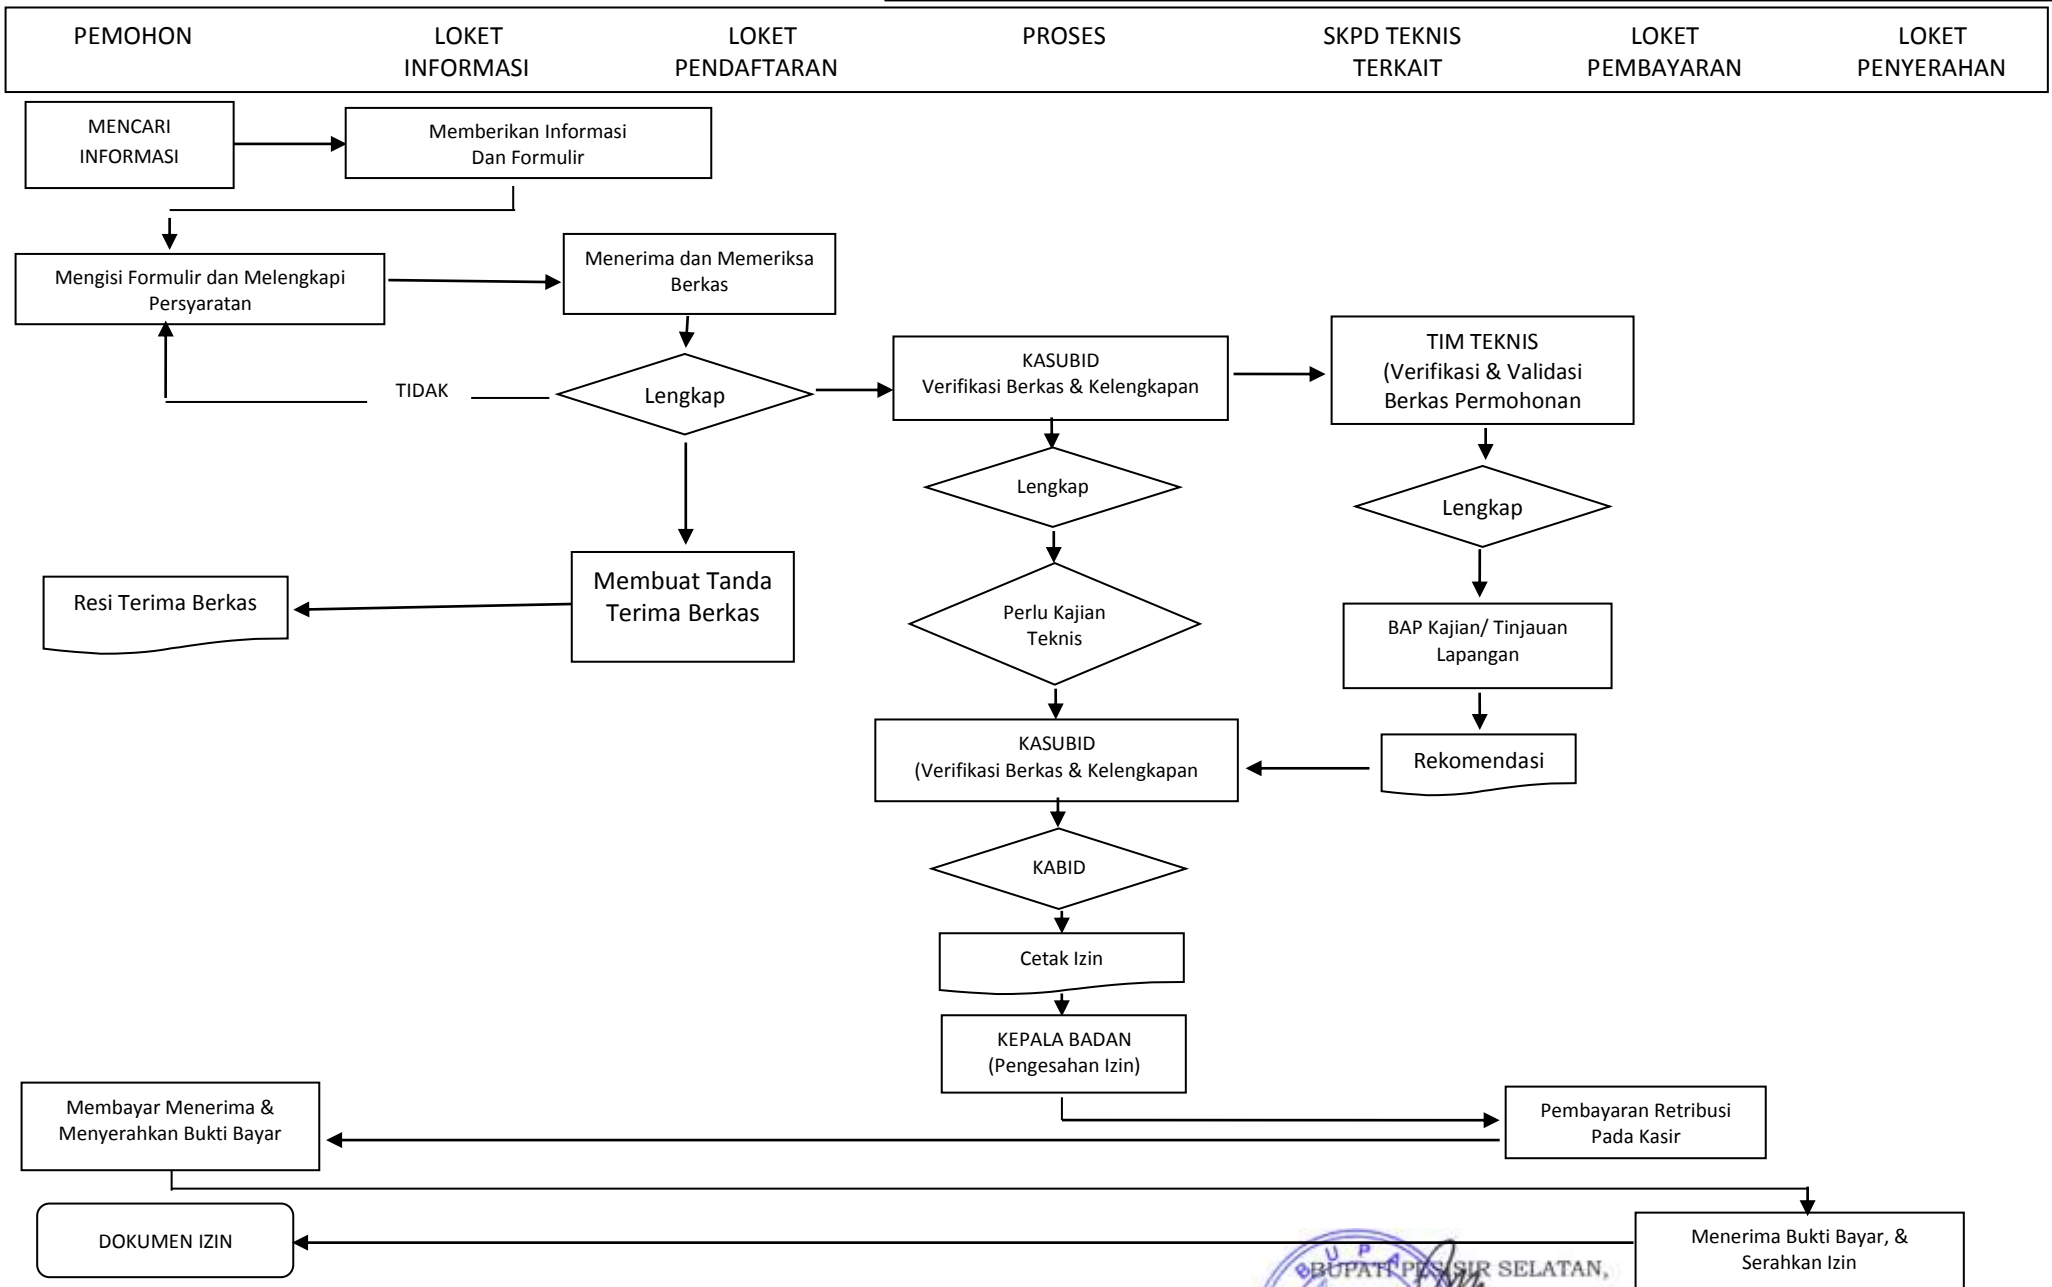 PEMOHON
LOKET
INFORMASI
LOKET
PENDAFTARAN
PROSES
SKPD TEKNIS
TERKAIT
LOKET
PEMBAYARAN
LOKET
PENYERAHAN
MENCARI
INFORMASI
Memberikan Informasi
Dan Formulir
Mengisi Formulir dan Melengkapi
Persyaratan
Menerima dan Memeriksa
Berkas
TIDAK
Lengkap
KASUBID
Verifikasi Berkas & Kelengkapan
TIM TEKNIS
(Verifikasi & Validasi
Berkas Permohonan
Lengkap
Lengkap
Resi Terima Berkas
Membuat Tanda
Terima Berkas
Perlu Kajian
Teknis
BAP Kajian/ Tinjauan
Lapangan
KASUBID
(Verifikasi Berkas & Kelengkapan
Rekomendasi
KABID
Cetak Izin
KEPALA BADAN
(Pengesahan Izin)
Membayar Menerima &
Menyerahkan Bukti Bayar
Pembayaran Retribusi
Pada Kasir
DOKUMEN IZIN
Menerima Bukti Bayar, &
Serahkan Izin
BUPA
BUPATI PESISIR SELATAN,